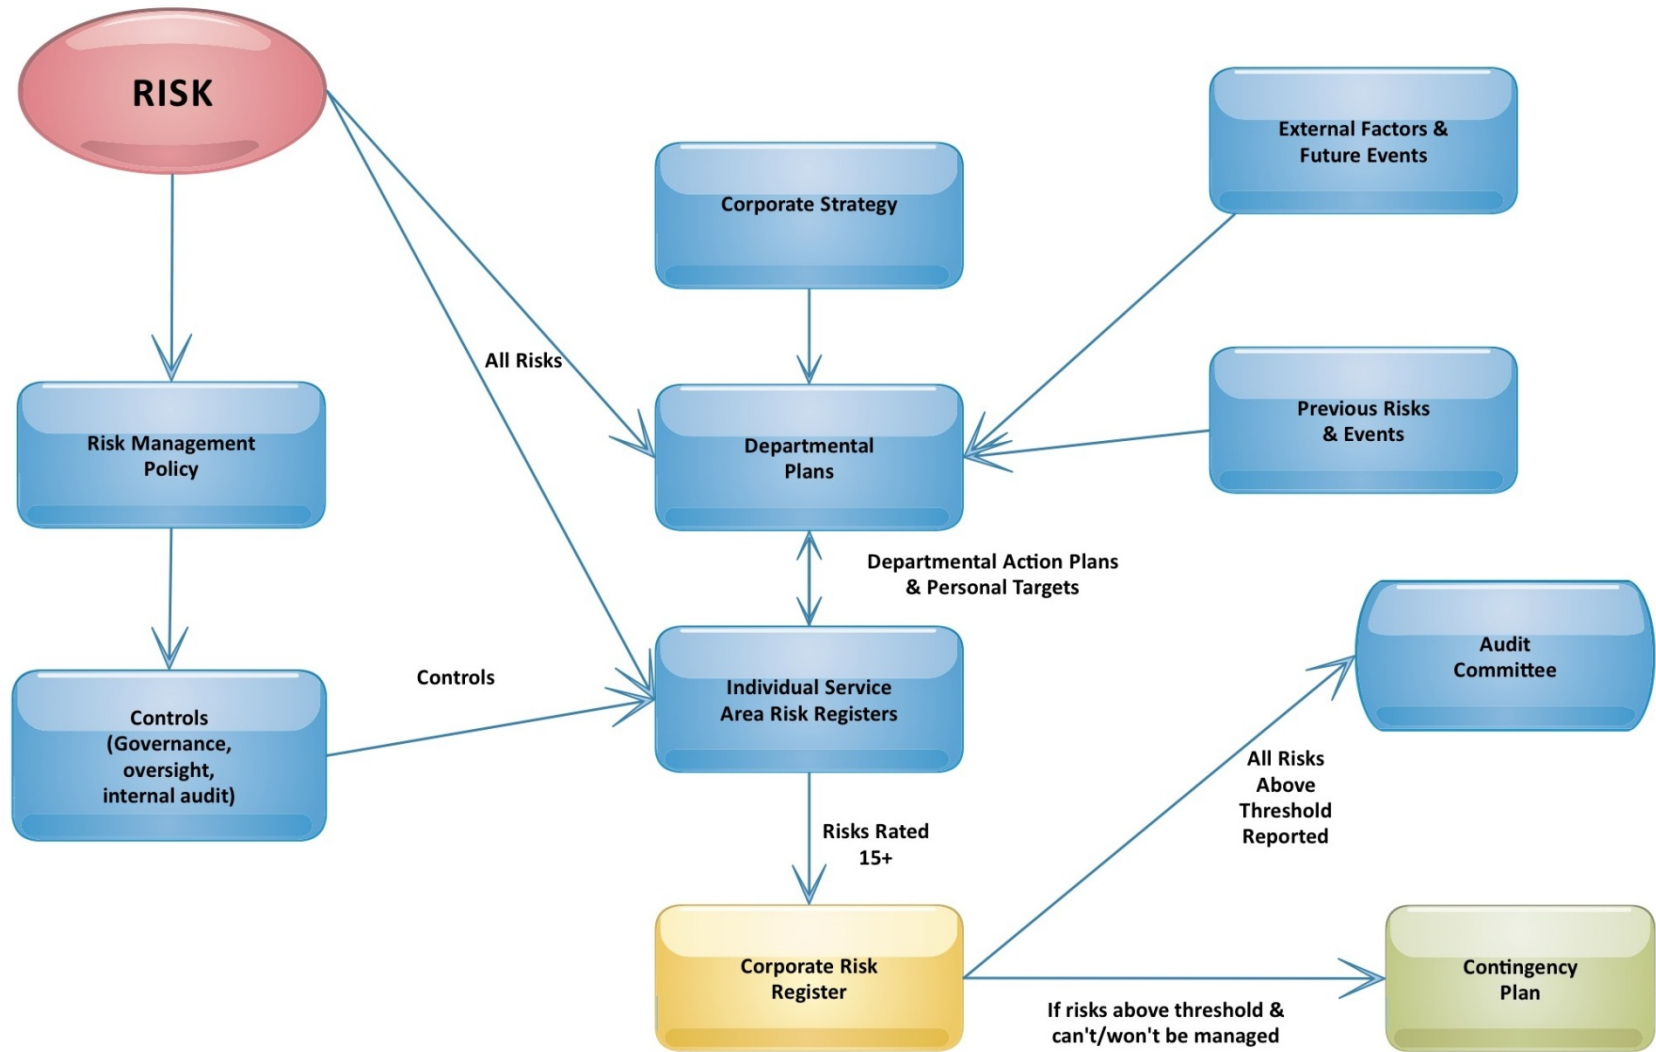 RISK
External Factors &
Future Events
Corporate Strategy
All Risks
Previous Risks
& Events
Risk Management
Policy
Departmental
Plans
Departmental Action Plans
& Personal Targets
Audit
Committee
Controls
Individual Service
Area Risk Registers
Controls
(Governance,
oversight,
internal audit)
All Risks
Above
Threshold
Reported
Risks Rated
15+
Corporate Risk
Register
Contingency
Plan
If risks above threshold &
can't/won't be managed